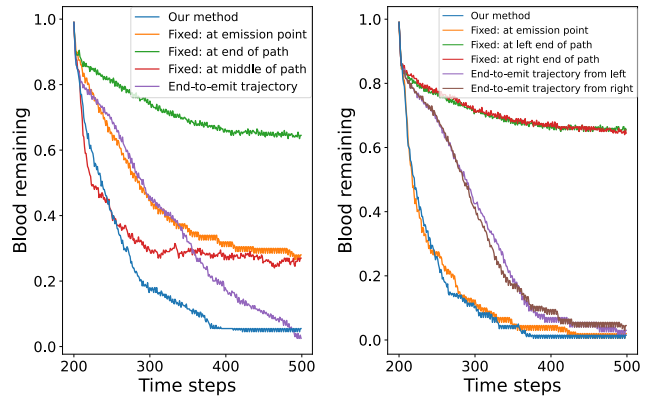 Our method
Fixed: at emission point
Fixed: at end of path
Fixed: at middle of path
End-to-emit trajectory
1.0
0.8
0.6
0.4
0.2
0.0
Blood remaining
200
300
400
500
Time steps
Our method
Fixed: at emission point
Fixed: at left end of path
Fixed: at right end of path
End-to-emit trajectory from left
End-to-emit trajectory from right
1.0
0.8
0.6
0.4
0.2
0.0
Blood remaining
200
300
400
500
Time steps